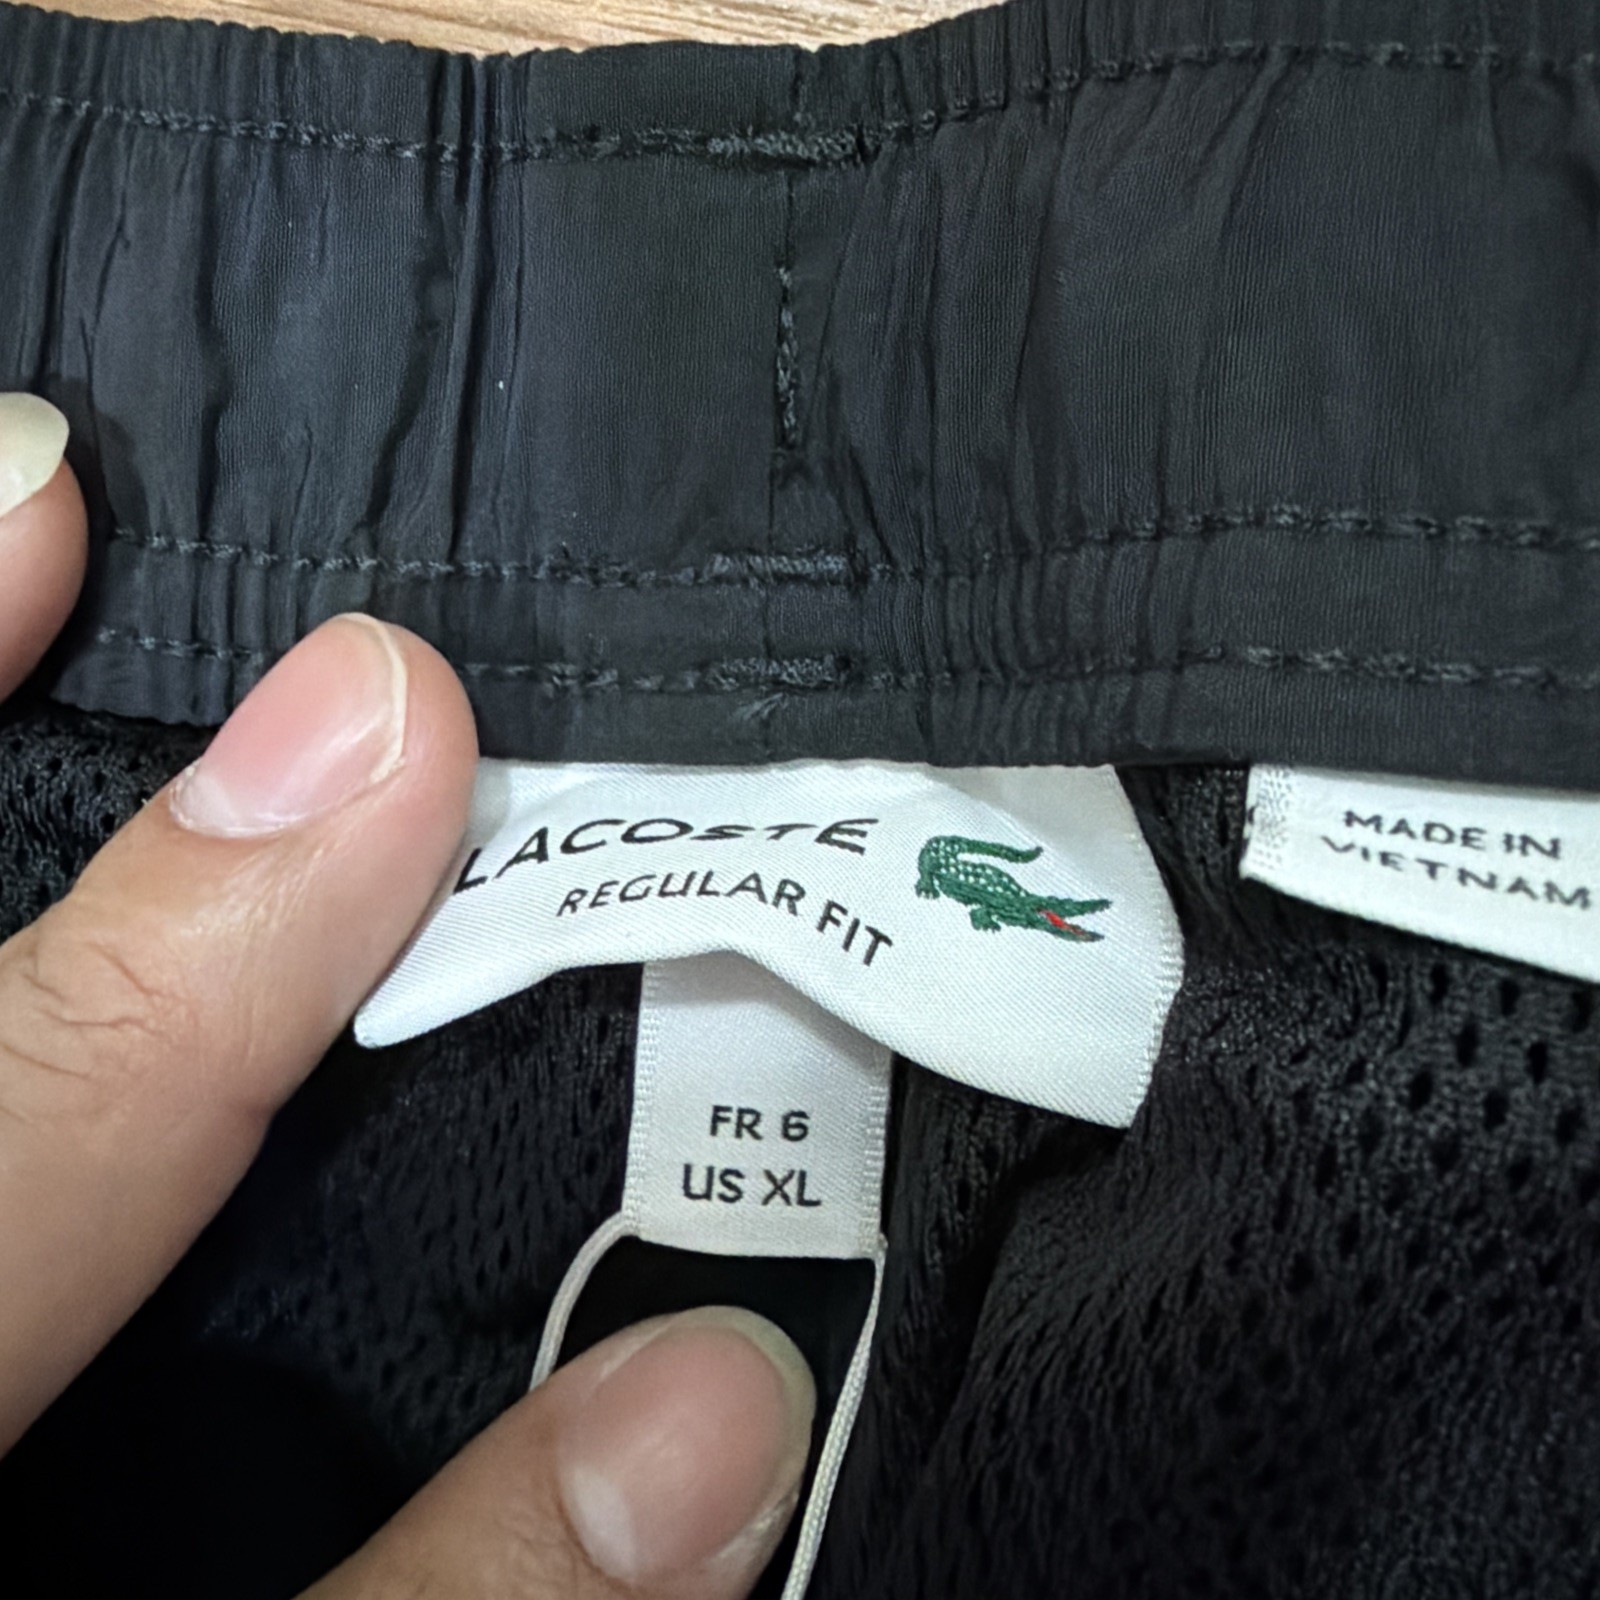 LACOSTE
REGULAR FIT
FR 6
US XL
MADE IN
VIETNAM